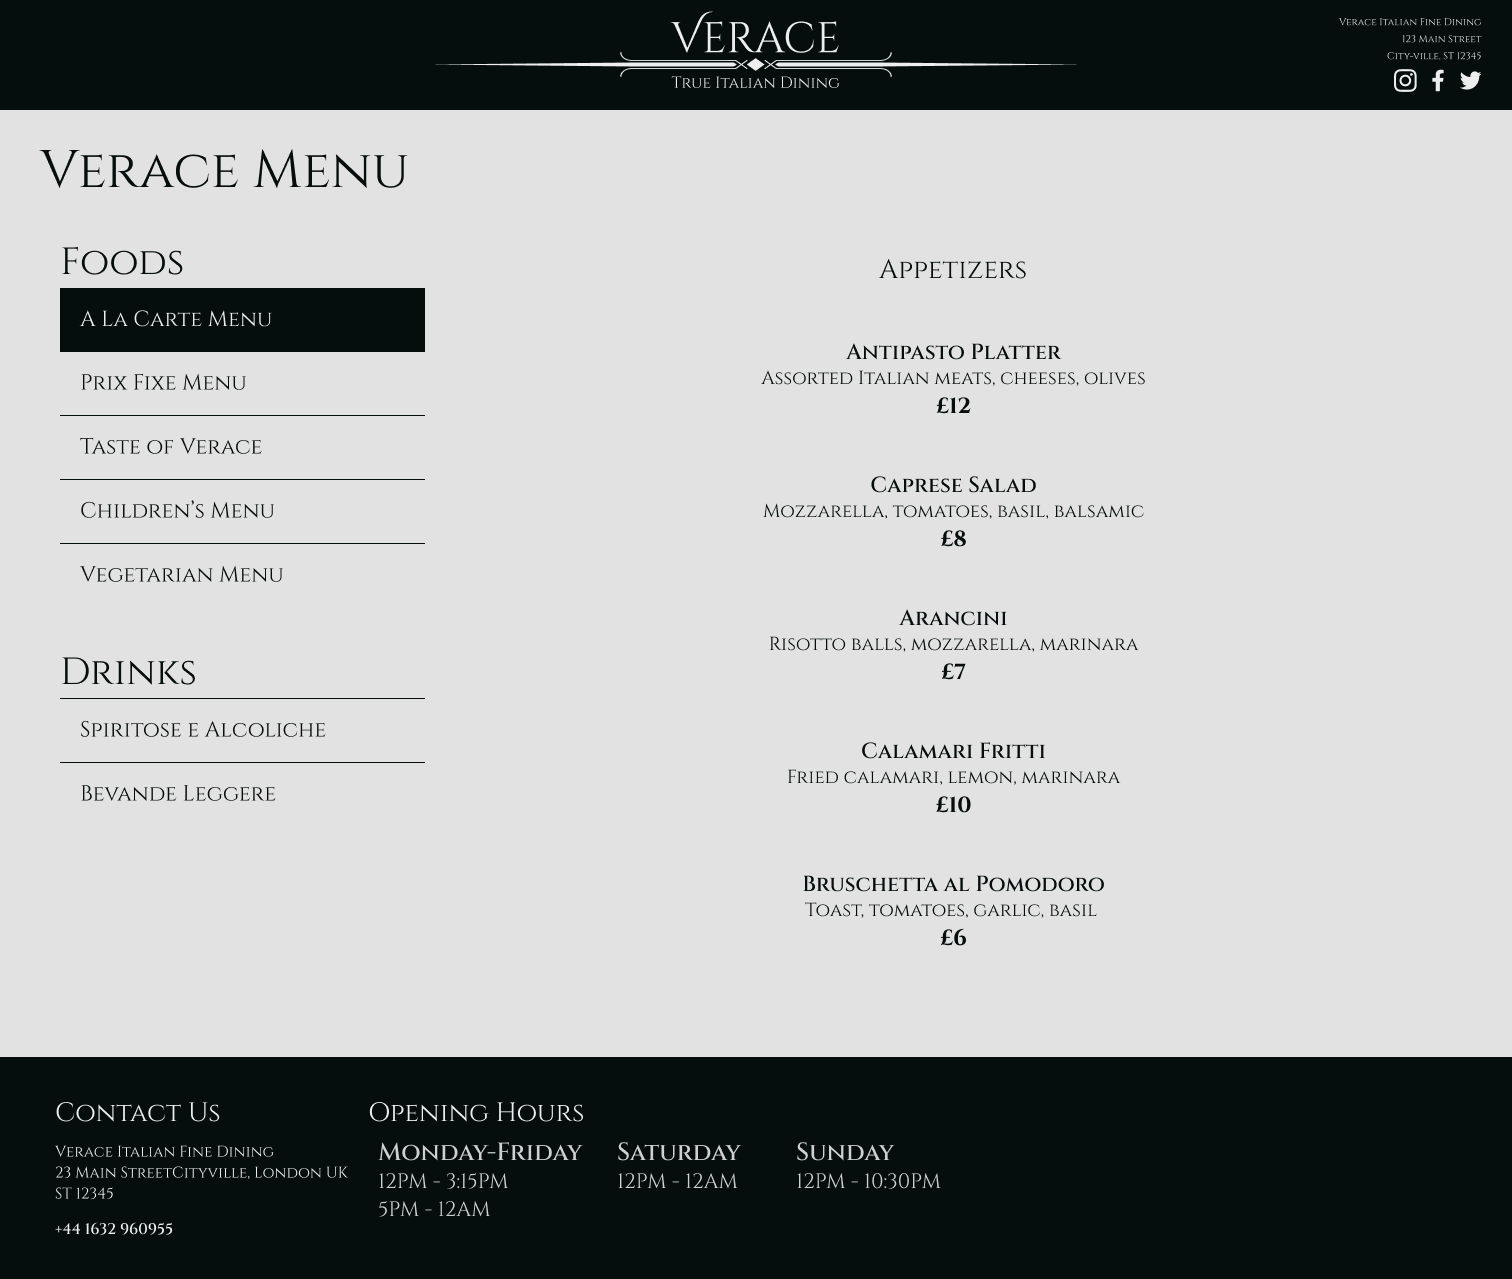 Verace
True Italian Dining
Verace Italian Fine Dining
123 Main Street
City-ville, ST 12345
Verace Menu
Foods
A La Carte Menu
Prix Fixe Menu
Taste of Verace
Children's Menu
Vegetarian Menu
Drinks
Spiritose e Alcoliche
Bevande Leggere
Appetizers
Antipasto Platter
Assorted Italian meats, cheeses, olives
£12
Caprese Salad
Mozzarella, tomatoes, basil, balsamic
£8
Arancini
Risotto balls, mozzarella, marinara
£7
Calamari Fritti
Fried calamari, lemon, marinara
£10
Bruschetta al Pomodoro
Toast, tomatoes, garlic, basil
£6
Contact Us
Verace Italian Fine Dining
23 Main StreetCityville, London UK
ST 12345
+44 1632 960955
Opening Hours
Monday-Friday
12PM - 3:15PM
5PM - 12AM
Saturday
12PM - 12AM
Sunday
12PM - 10:30PM